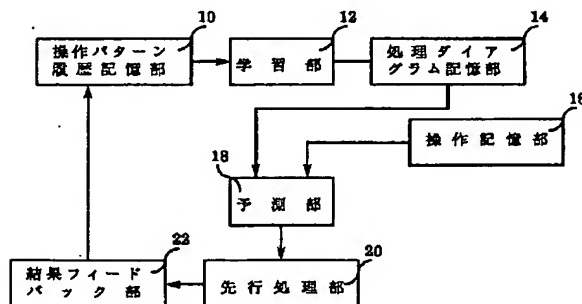 10
操作パターン
履歴記憶部
12
学習部
14
処理ダイア
グラム記憶部
16
操作記憶部
18
予測部
20
先行処理部
22
結果フィード
バック部